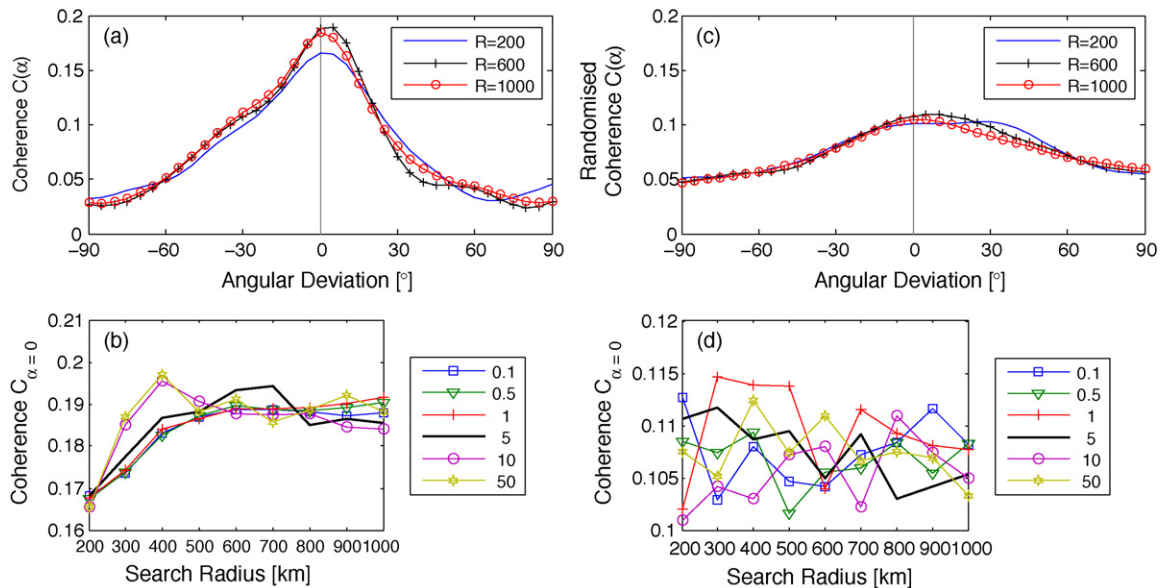 (a)
Coherence C(α)
0.2
0.15
0.1
0.05
0
R=200
R=600
R=1000
−90 −60 −30 0 30 60 90
Angular Deviation [°]
(c)
Randomised
Coherence C(α)
0.2
0.15
0.1
0.05
0
R=200
R=600
R=1000
−90 −60 −30 0 30 60 90
Angular Deviation [°]
(b)
Coherence C α = 0
0.21
0.2
0.19
0.18
0.17
0.16
200 300 400 500 600 700 800 9001000
Search Radius [km]
0.1
0.5
1
5
10
50
(d)
Coherence C α = 0
0.12
0.115
0.11
0.105
0.1
200 300 400 500 600 700 800 9001000
Search Radius [km]
0.1
0.5
1
5
10
50